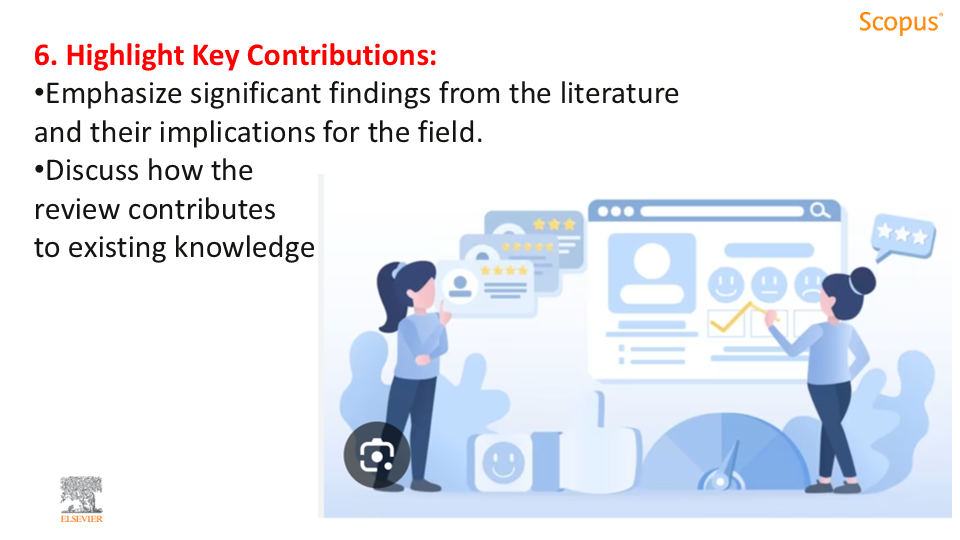 Scopus®
6. Highlight Key Contributions:
•Emphasize significant findings from the literature
and their implications for the field.
•Discuss how the
review contributes
to existing knowledge
ELSEVIER